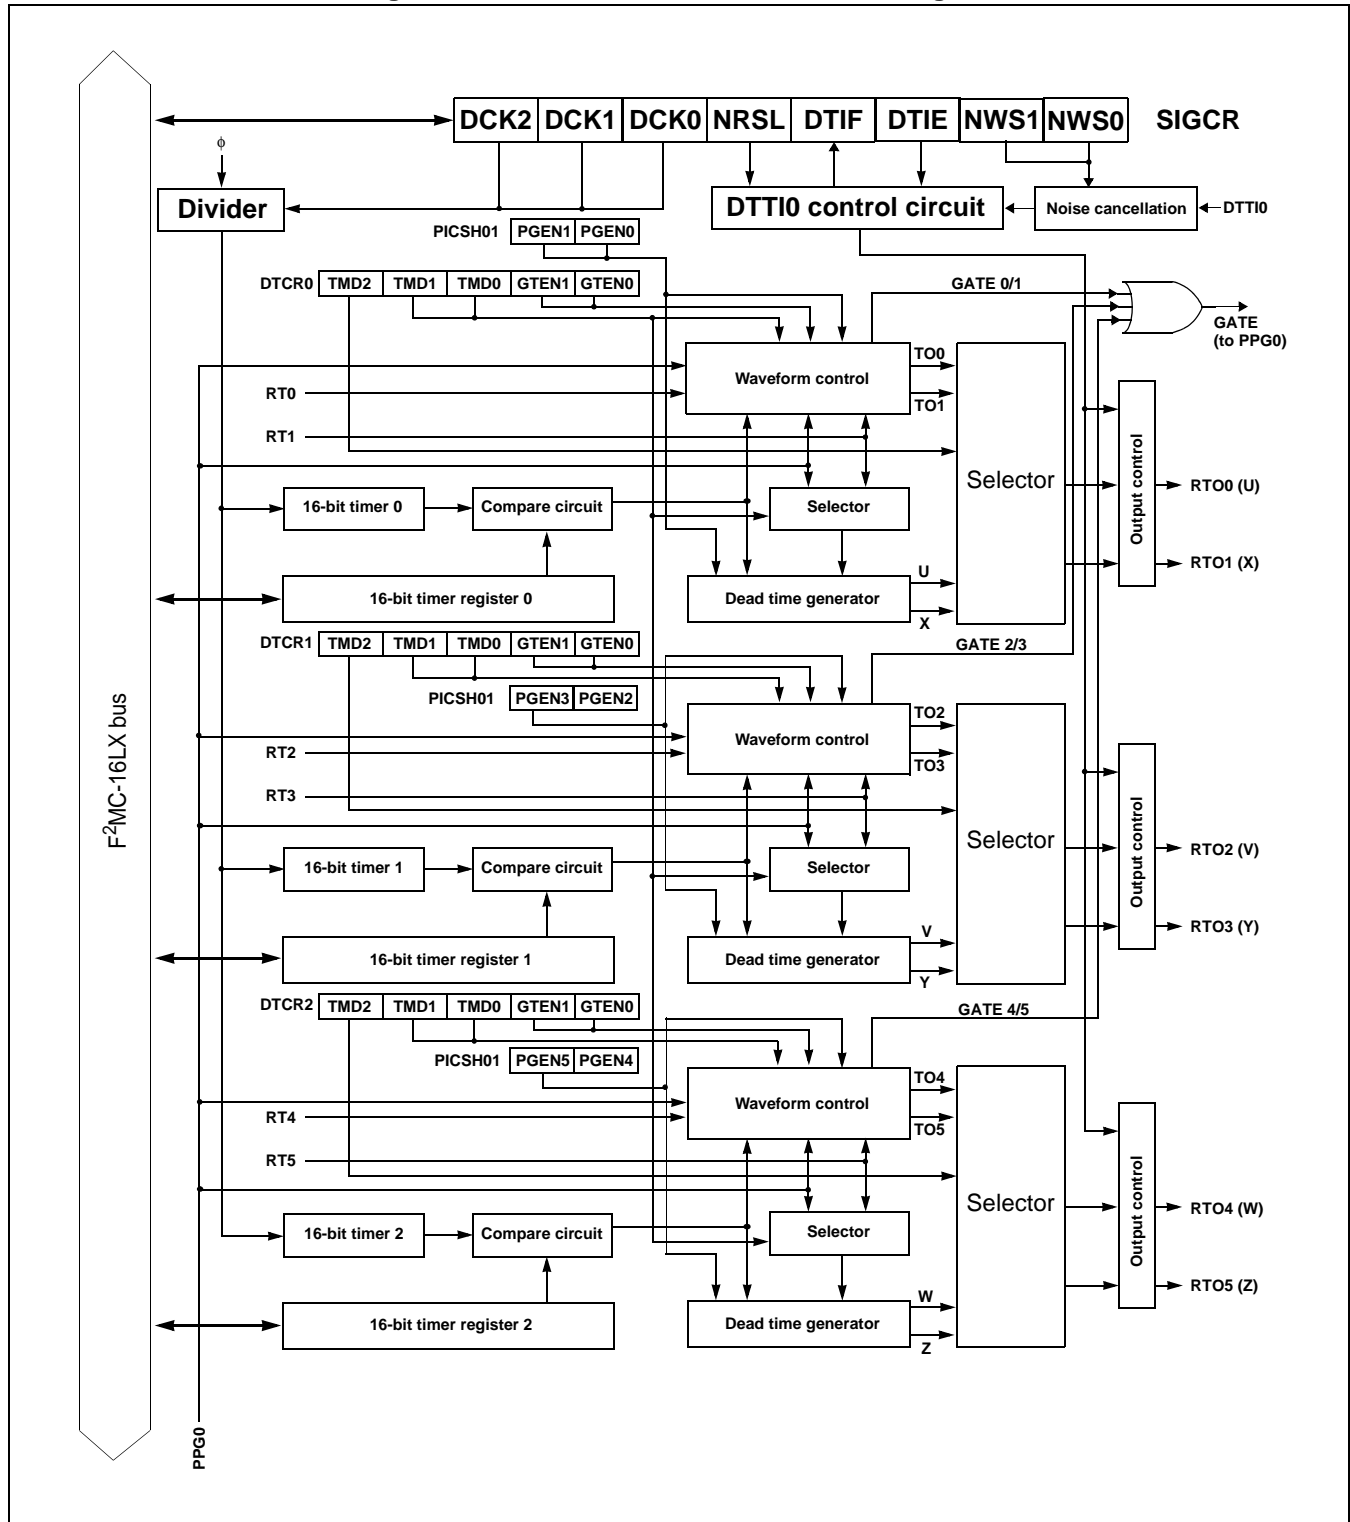 DCK2 DCK1 DCK0 NRSL DTIF DTIE NWS1 NWS0 SIGCR
ϕ
Divider
DTTI0 control circuit
Noise cancellation
DTTI0
PICSH01 PGEN1 PGEN0
DTCR0 TMD2 TMD1 TMD0 GTEN1 GTEN0
GATE 0/1
GATE
(to PPG0)
Waveform control
TO0
TO1
RT0
RT1
Selector
Output control
RTO0 (U)
RTO1 (X)
16-bit timer 0
Compare circuit
Selector
16-bit timer register 0
Dead time generator
U
X
DTCR1 TMD2 TMD1 TMD0 GTEN1 GTEN0
GATE 2/3
PICSH01 PGEN3 PGEN2
Waveform control
TO2
TO3
RT2
RT3
Selector
Output control
RTO2 (V)
RTO3 (Y)
16-bit timer 1
Compare circuit
Selector
16-bit timer register 1
Dead time generator
V
Y
DTCR2 TMD2 TMD1 TMD0 GTEN1 GTEN0
GATE 4/5
PICSH01 PGEN5 PGEN4
Waveform control
TO4
TO5
RT4
RT5
Selector
Output control
RTO4 (W)
RTO5 (Z)
16-bit timer 2
Compare circuit
Selector
16-bit timer register 2
Dead time generator
W
Z
F²MC-16LX bus
PPG0